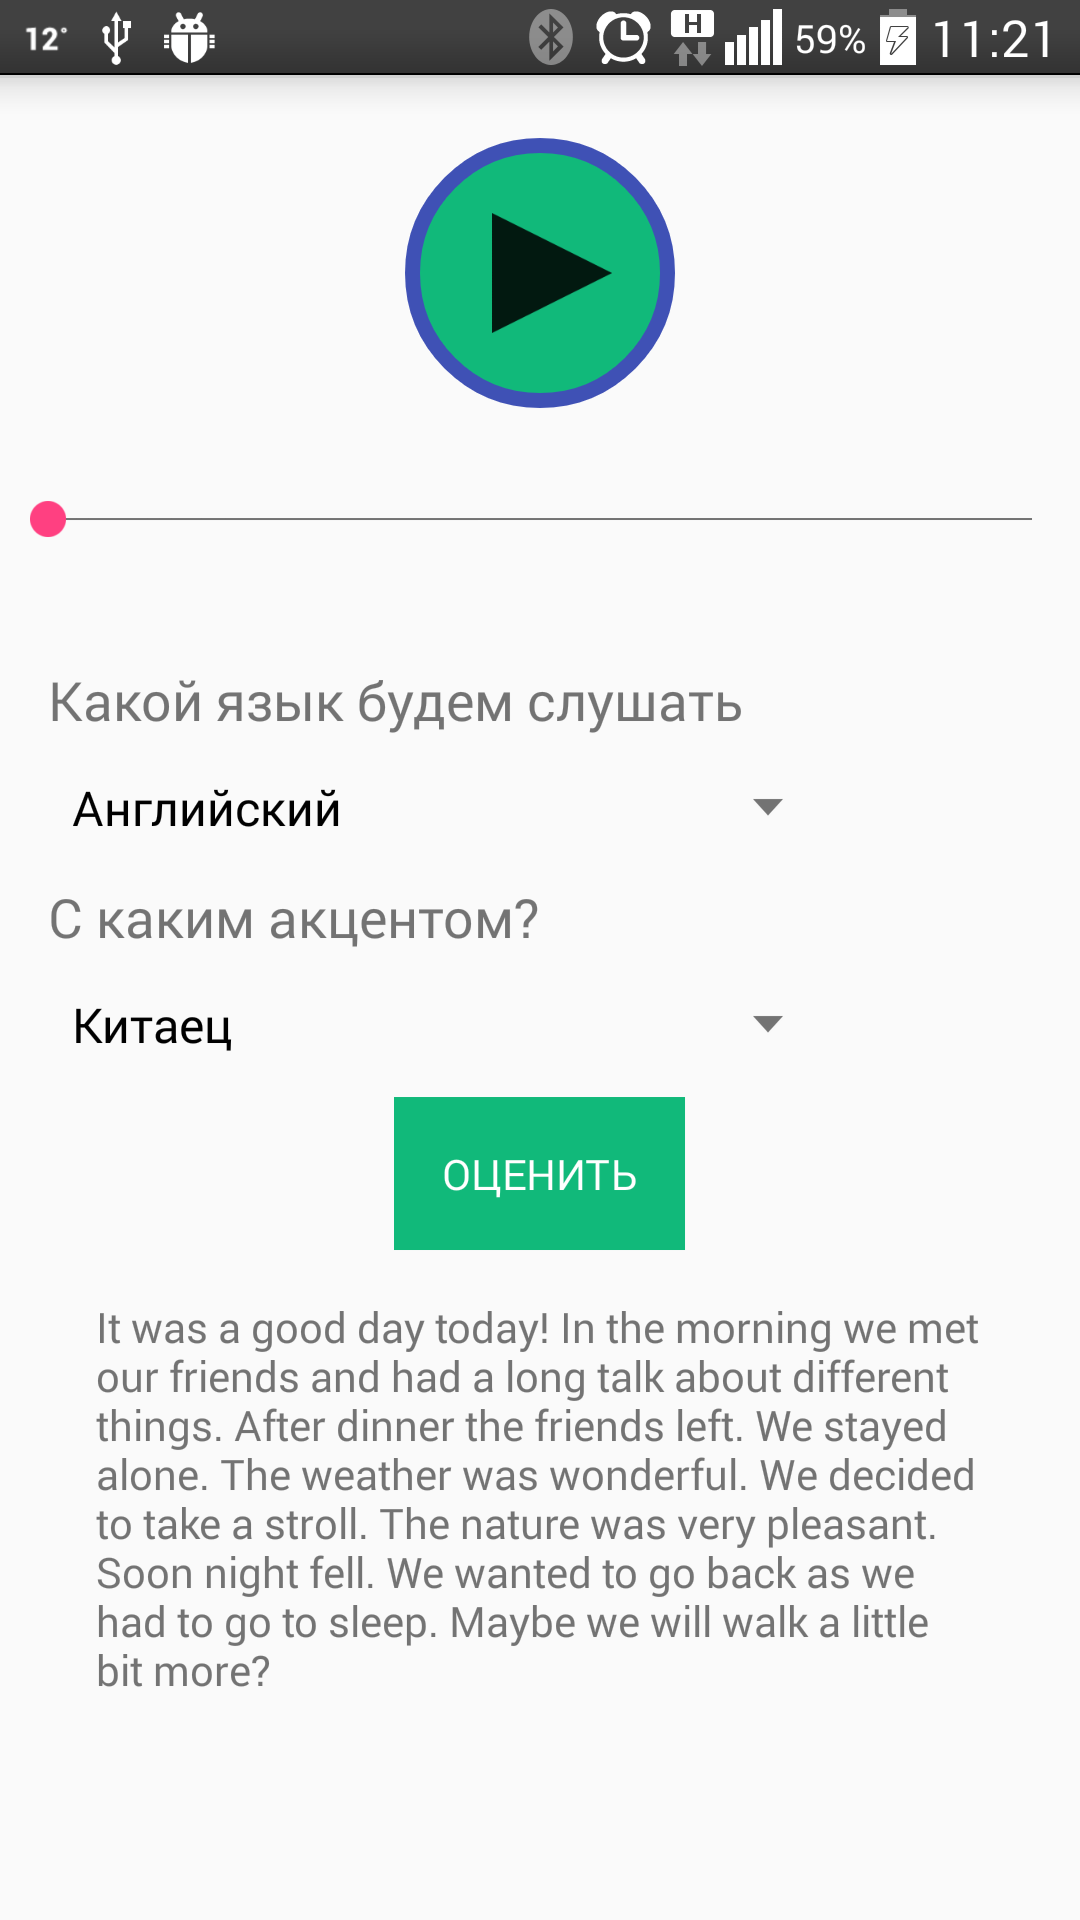 12°
H
59%
11:21
Какой язык будем слушать
Английский
С каким акцентом?
Китаец
ОЦЕНИТЬ
It was a good day today! In the morning we met
our friends and had a long talk about different
things. After dinner the friends left. We stayed
alone. The weather was wonderful. We decided
to take a stroll. The nature was very pleasant.
Soon night fell. We wanted to go back as we
had to go to sleep. Maybe we will walk a little
bit more?